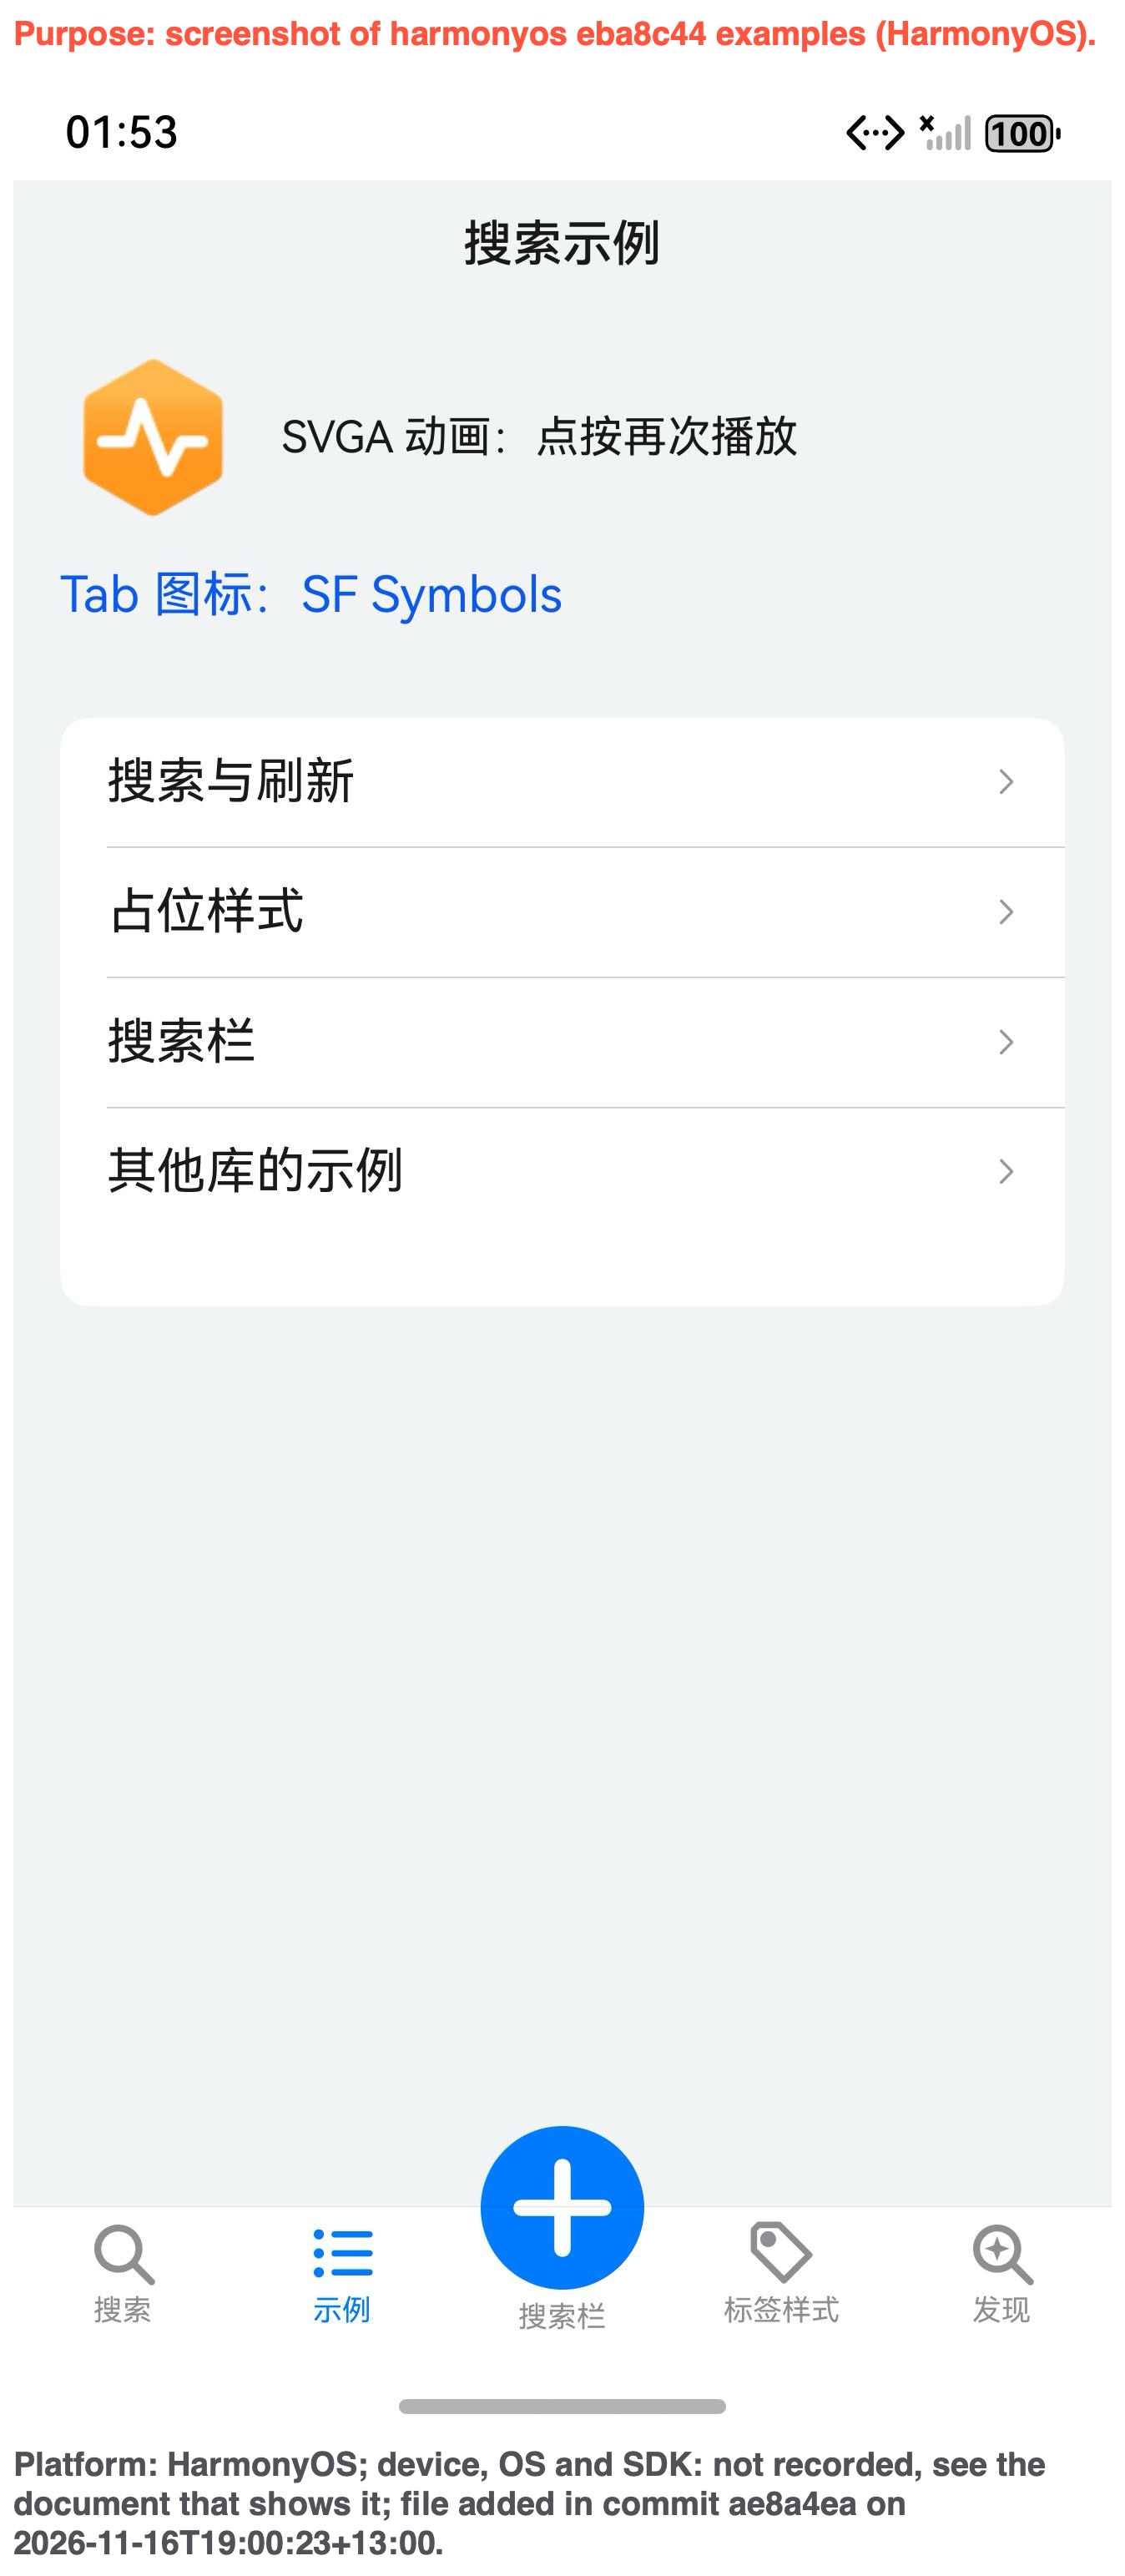 Purpose: screenshot of harmonyos eba8c44 examples (HarmonyOS).
01:53
100
搜索示例
SVGA 动画：点按再次播放
Tab 图标：SF Symbols
搜索与刷新
占位样式
搜索栏
其他库的示例
搜索
示例
搜索栏
标签样式
发现
Platform: HarmonyOS; device, OS and SDK: not recorded, see the
document that shows it; file added in commit ae8a4ea on
2026-11-16T19:00:23+13:00.